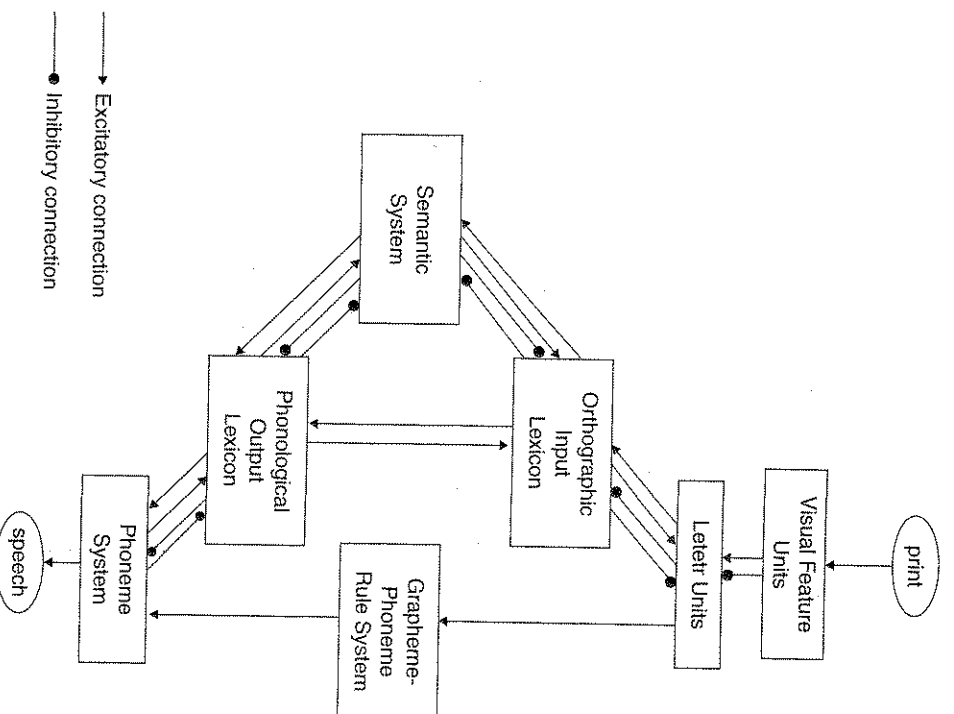 print
Visual Feature
Units
Letetr Units
Orthographic
Input
Lexicon
Semantic
System
Grapheme-
Phoneme
Rule System
Phonological
Output
Lexicon
Phoneme
System
speech
Excitatory connection
Inhibitory connection